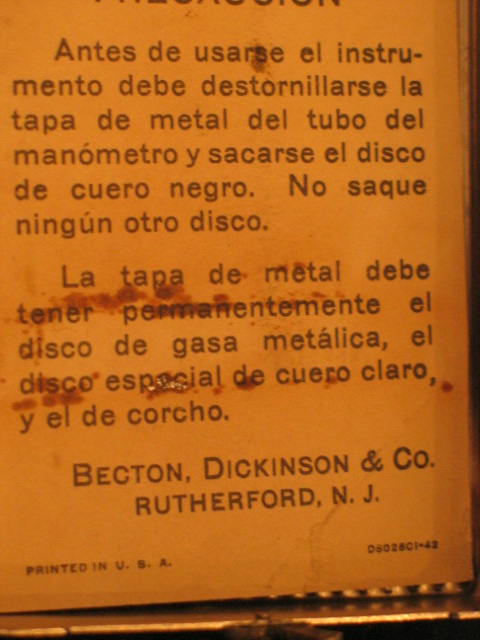 PRECAUCION
Antes de usarse el instru-
mento debe destornillarse la
tapa de metal del tubo del
manómetro y sacarse el disco
de cuero negro. No saque
ningún otro disco.
La tapa de metal debe
tener permanentemente el
disco de gasa metálica, el
disco especial de cuero claro,
y el de corcho.
BECTON, DICKINSON & CO.
RUTHERFORD, N. J.
PRINTED IN U. S. A.
D5028CI-42